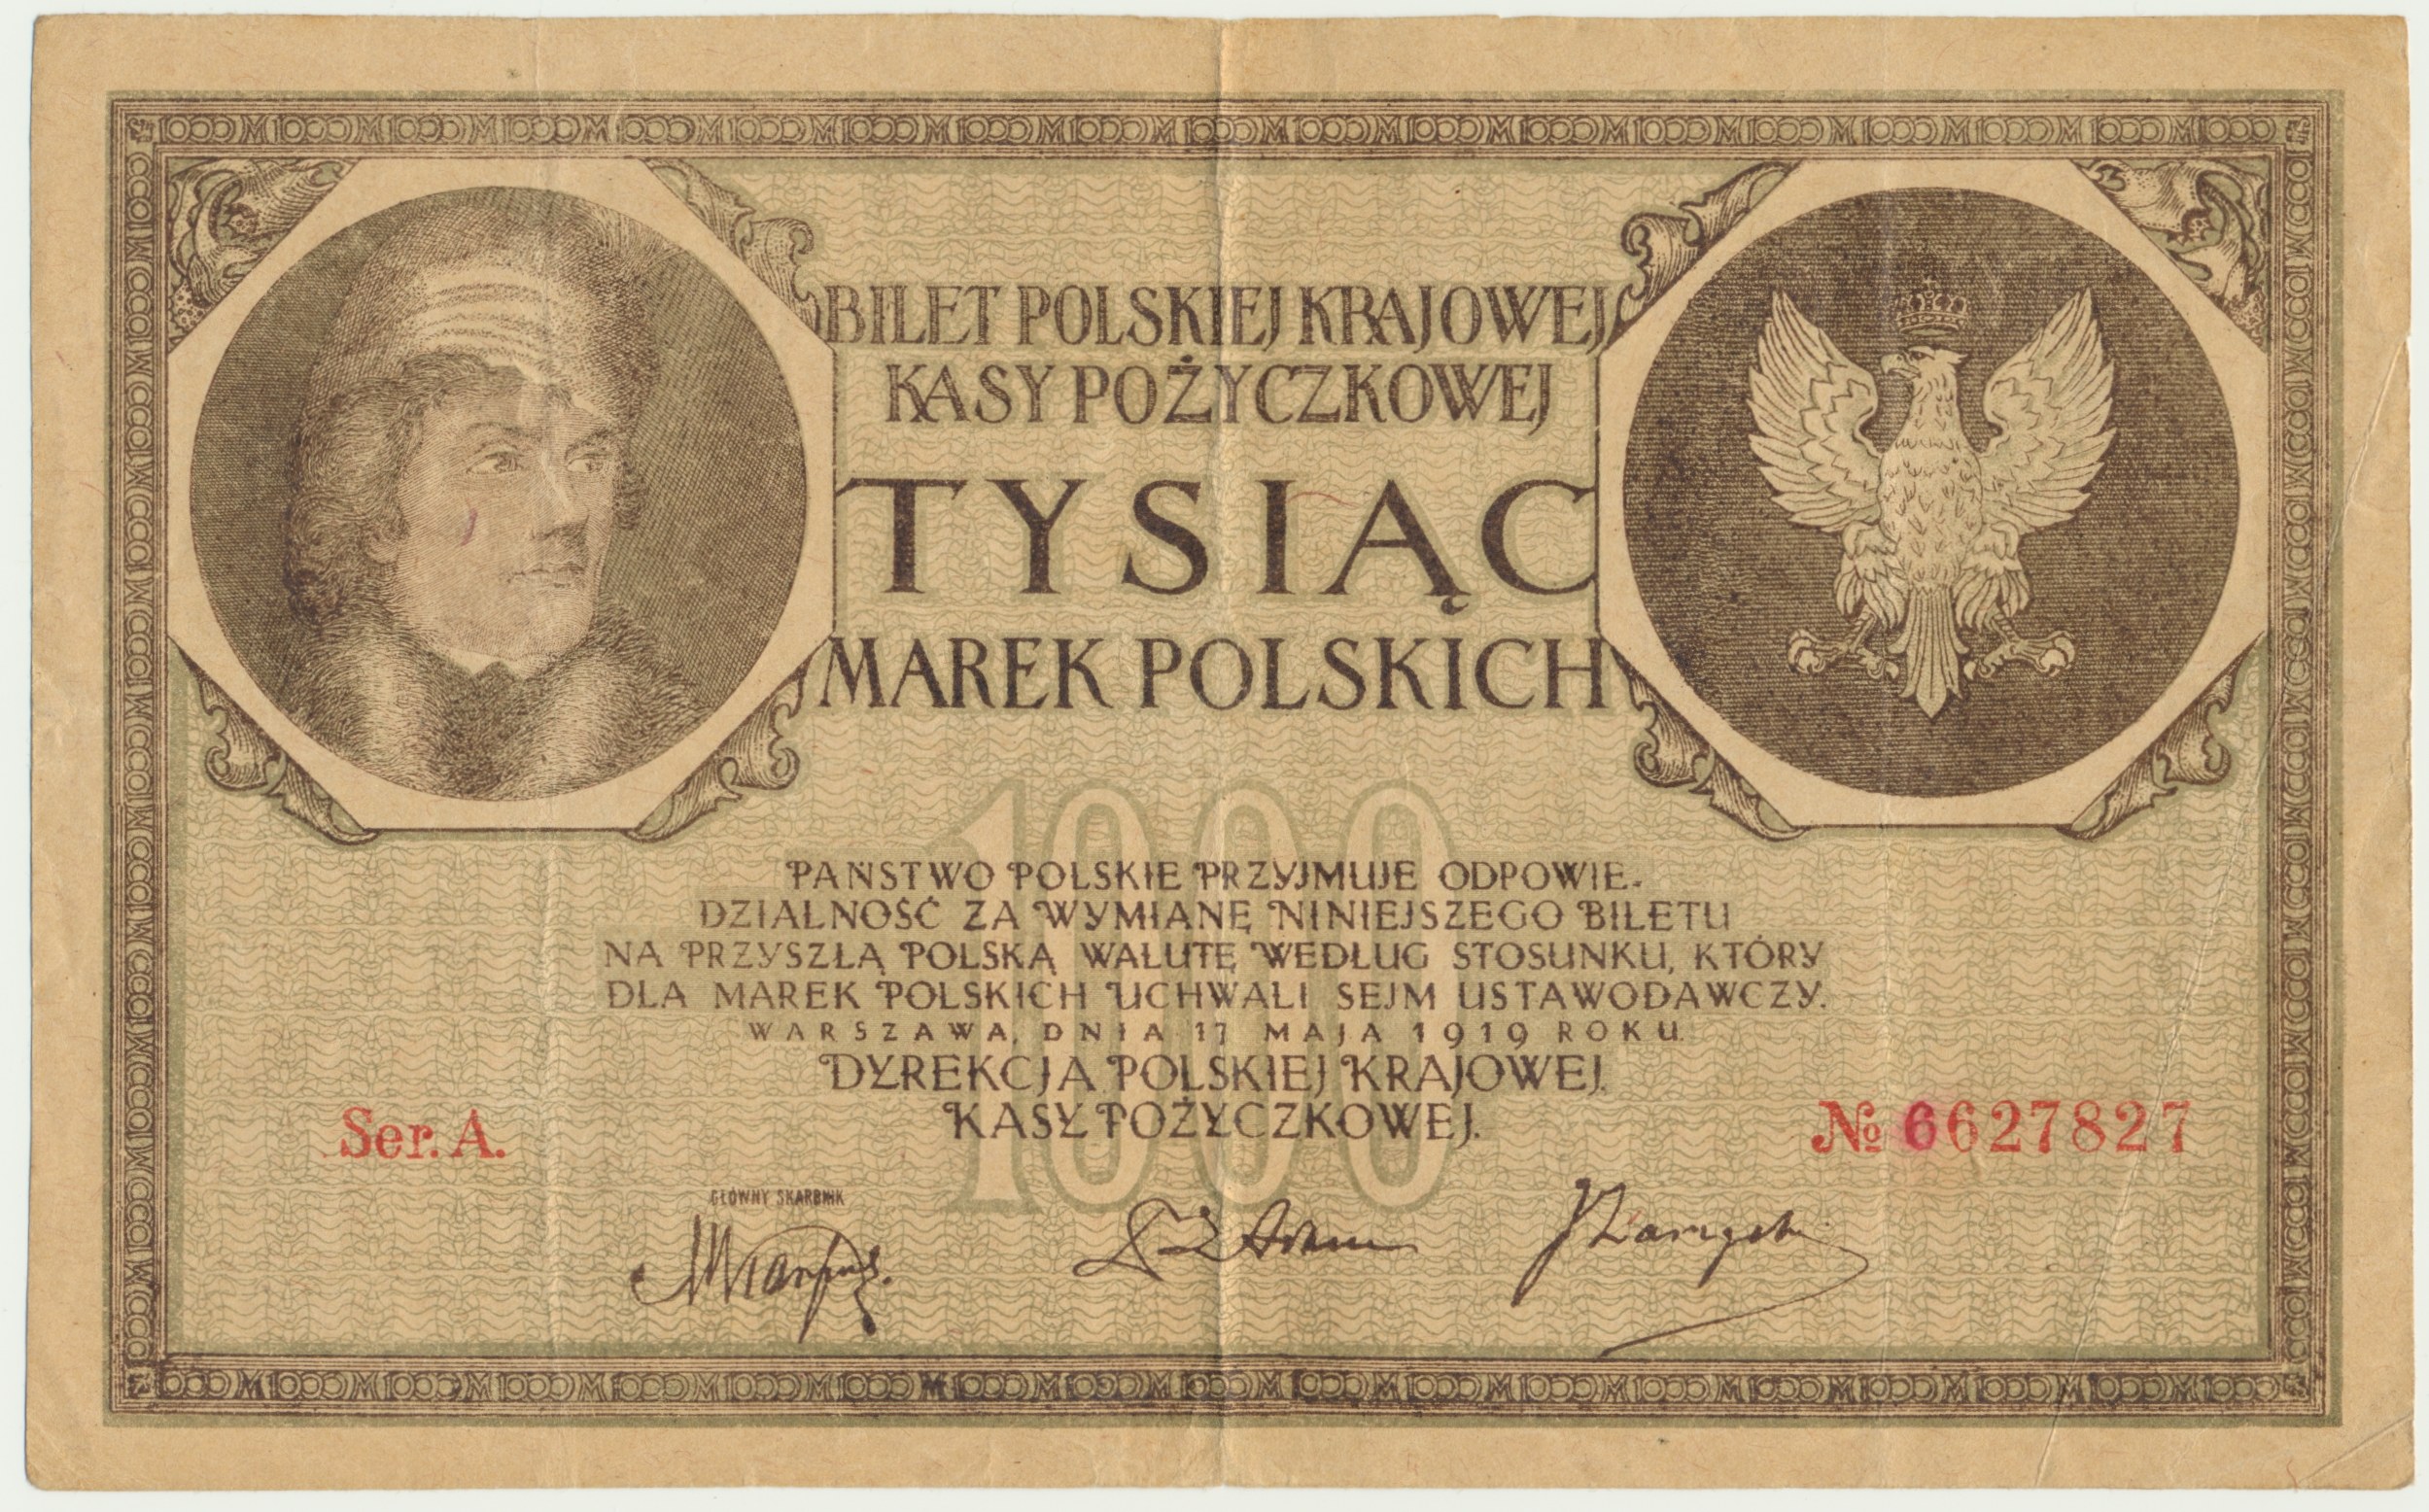 BILET POLSKIEJ KRAJOWEJ
KASY POŻYCZKOWEJ
TYSIĄC
MAREK POLSKICH
1000
PAŃSTWO POLSKIE PRZYJMUJE ODPOWIE-
DZIALNOŚĆ ZA WYMIANĘ NINIEJSZEGO BILETU
NA PRZYSZŁĄ POLSKĄ WALUTĘ WEDŁUG STOSUNKU, KTÓRY
DLA MAREK POLSKICH UCHWALI SEJM USTAWODAWCZY.
WARSZAWA, DNIA 17 MAJA 1919 ROKU.
DYREKCJA POLSKIEJ KRAJOWEJ
KASY POŻYCZKOWEJ.
Ser. A.
№ 6627827
GŁÓWNY SKARBNIK